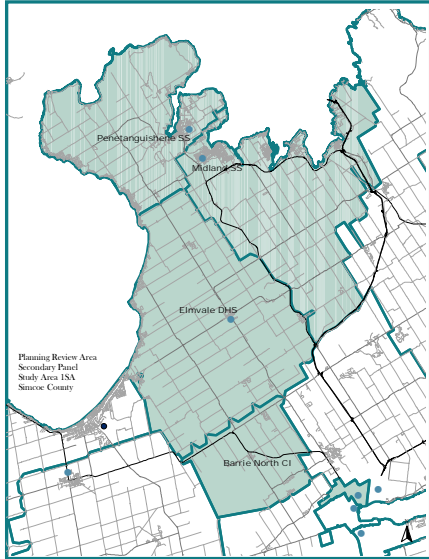 Penetanguishene SS
Midland SS
Elmvale DHS
Planning Review Area
Secondary Panel
Study Area 1SA
Simcoe County
Barrie North CI